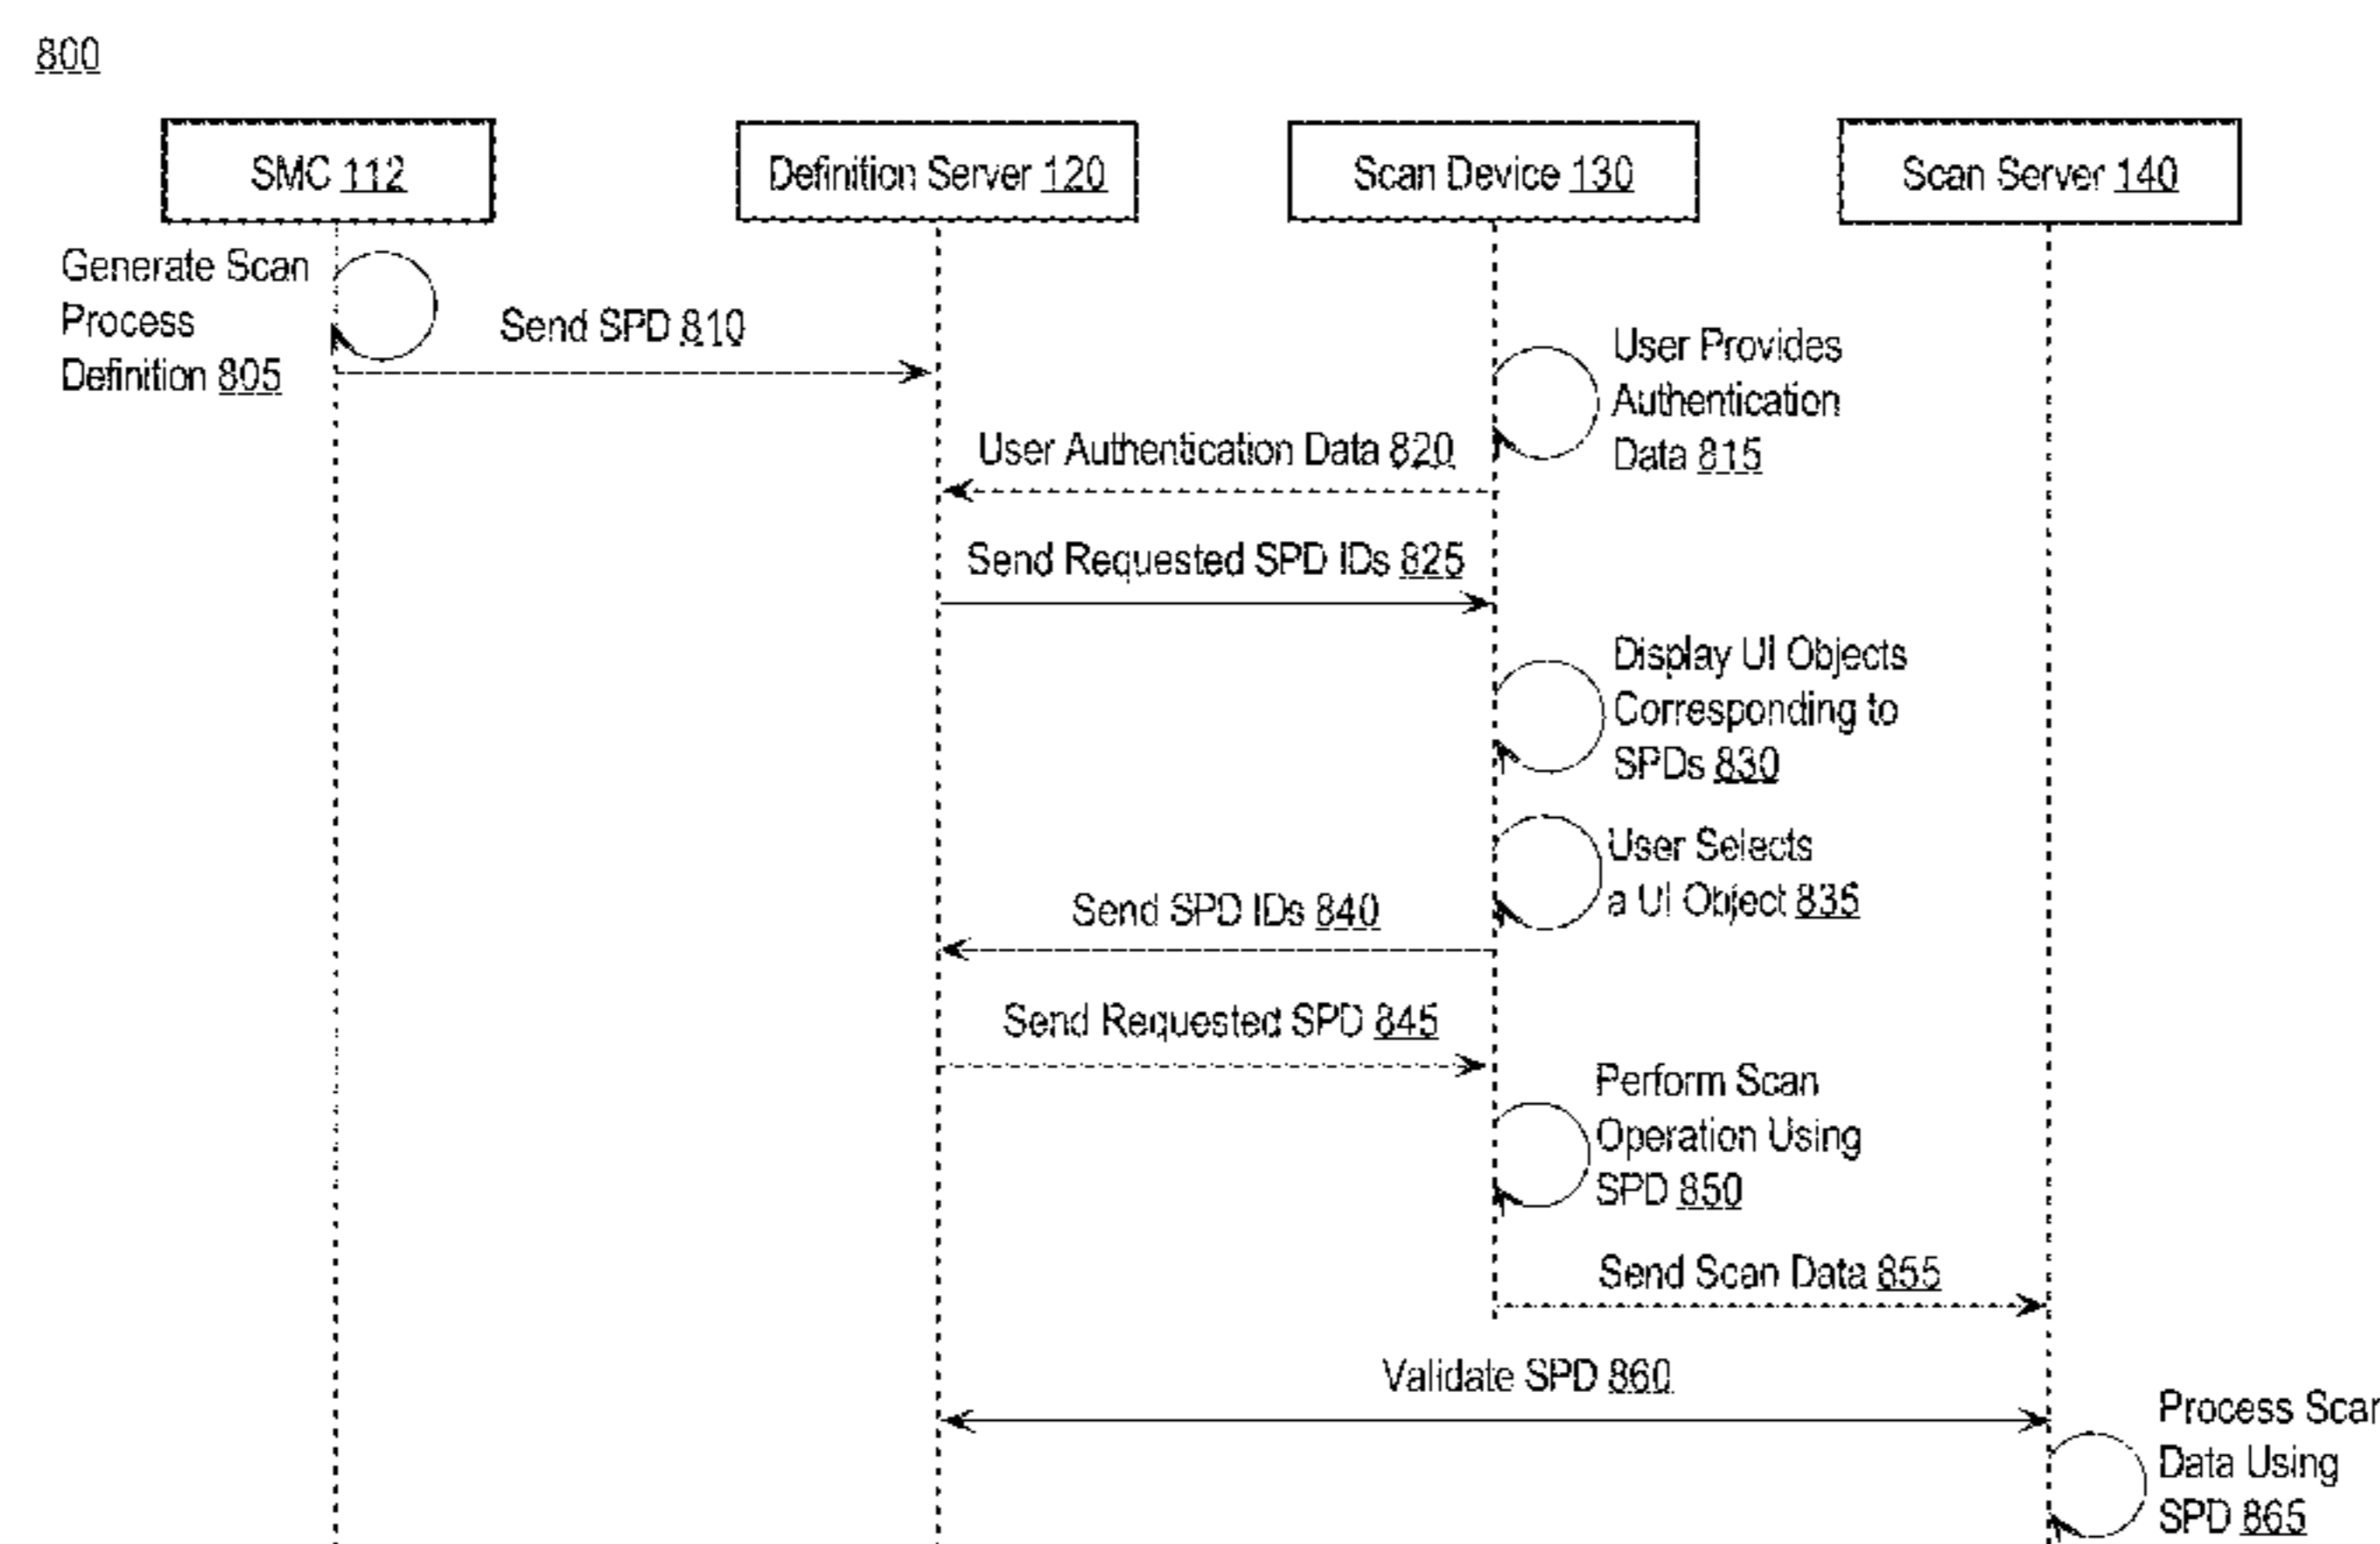 800
SMC 112
Definition Server 120
Scan Device 130
Scan Server 140
Generate Scan
Process
Definition 805
Send SPD 810
User Provides
Authentication
Data 815
User Authentication Data 820
Send Requested SPD IDs 825
Display UI Objects
Corresponding to
SPDs 830
User Selects
a UI Object 835
Send SPD IDs 840
Send Requested SPD 845
Perform Scan
Operation Using
SPD 850
Send Scan Data 855
Validate SPD 860
Process Scan
Data Using
SPD 865